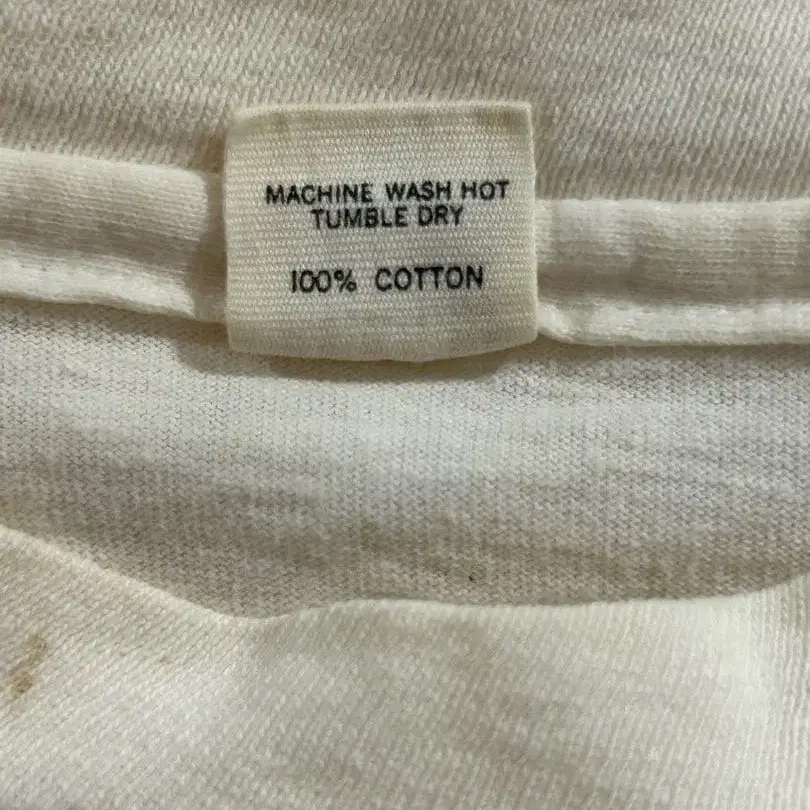 MACHINE WASH HOT
TUMBLE DRY
100% COTTON